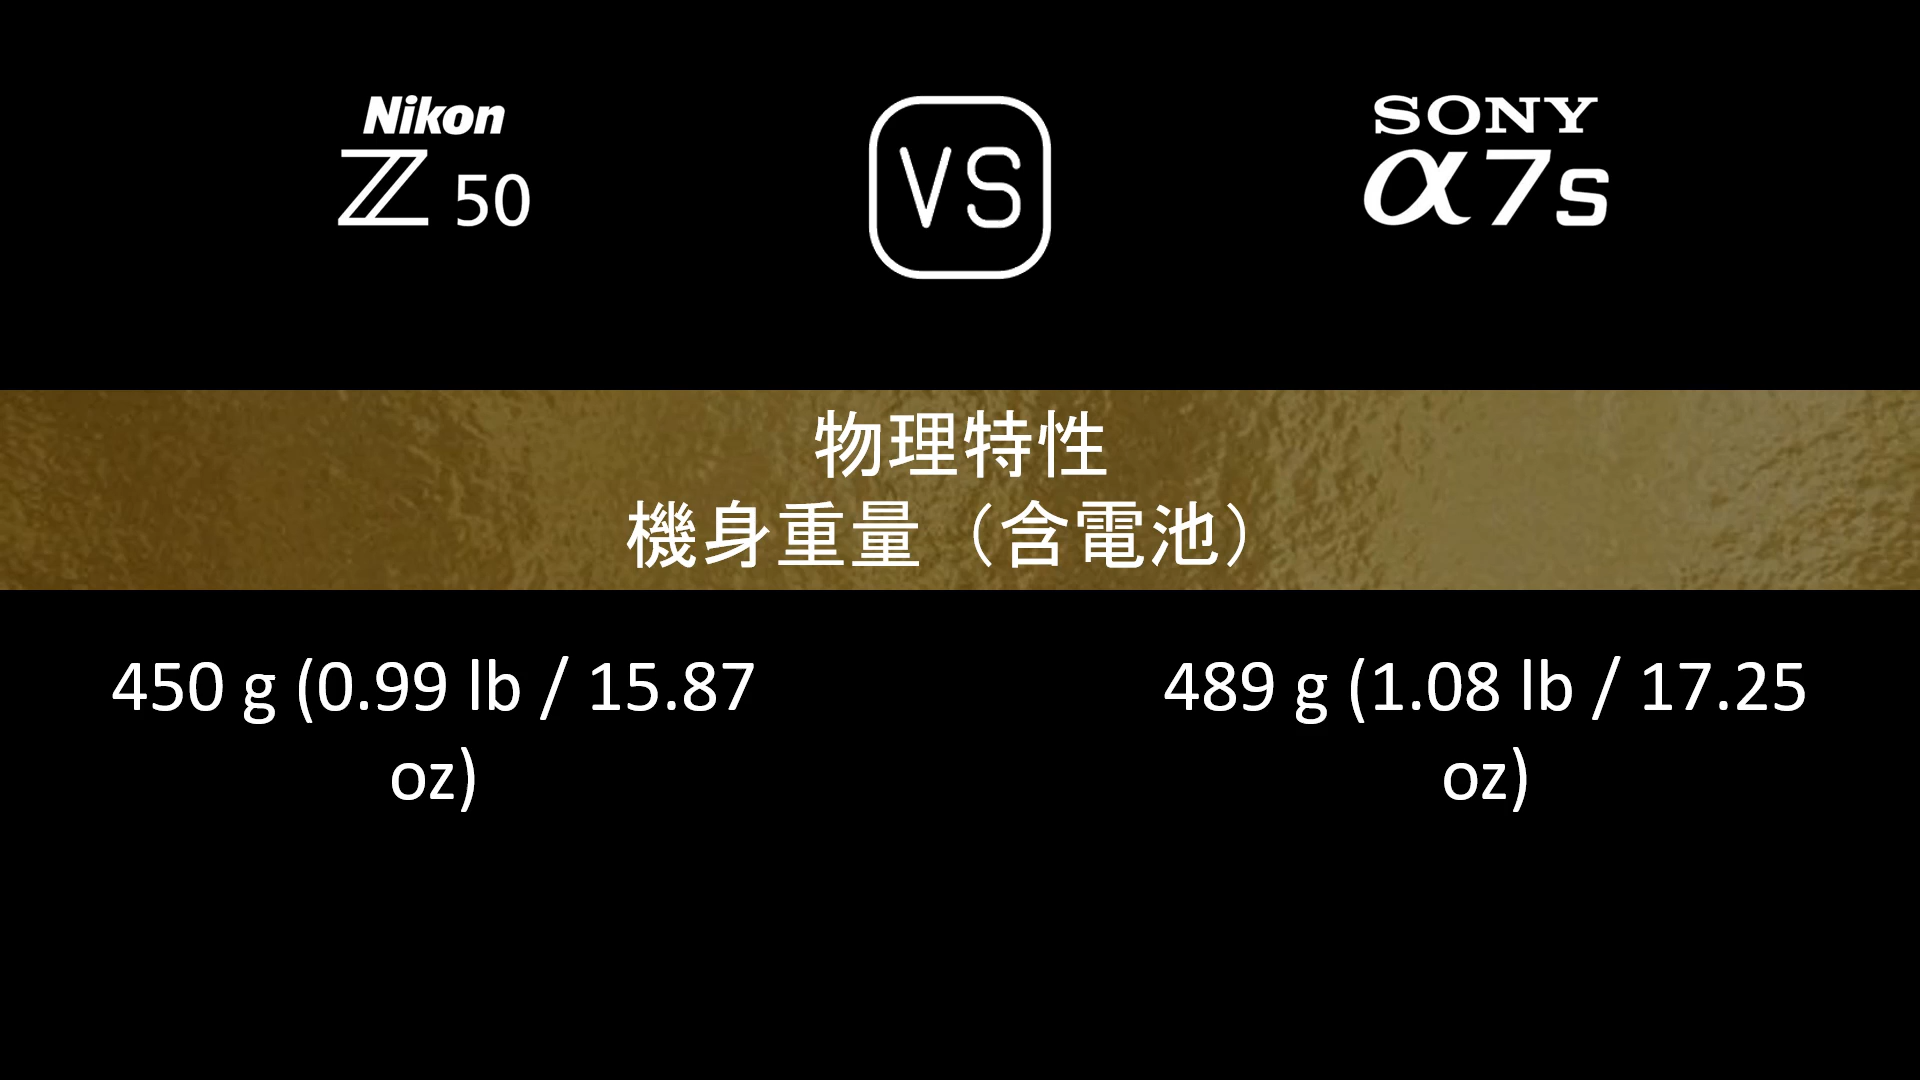 Nikon
Z 50
VS
SONY
α7s
物理特性
機身重量（含電池）
450 g (0.99 lb / 15.87
oz)
489 g (1.08 lb / 17.25
oz)